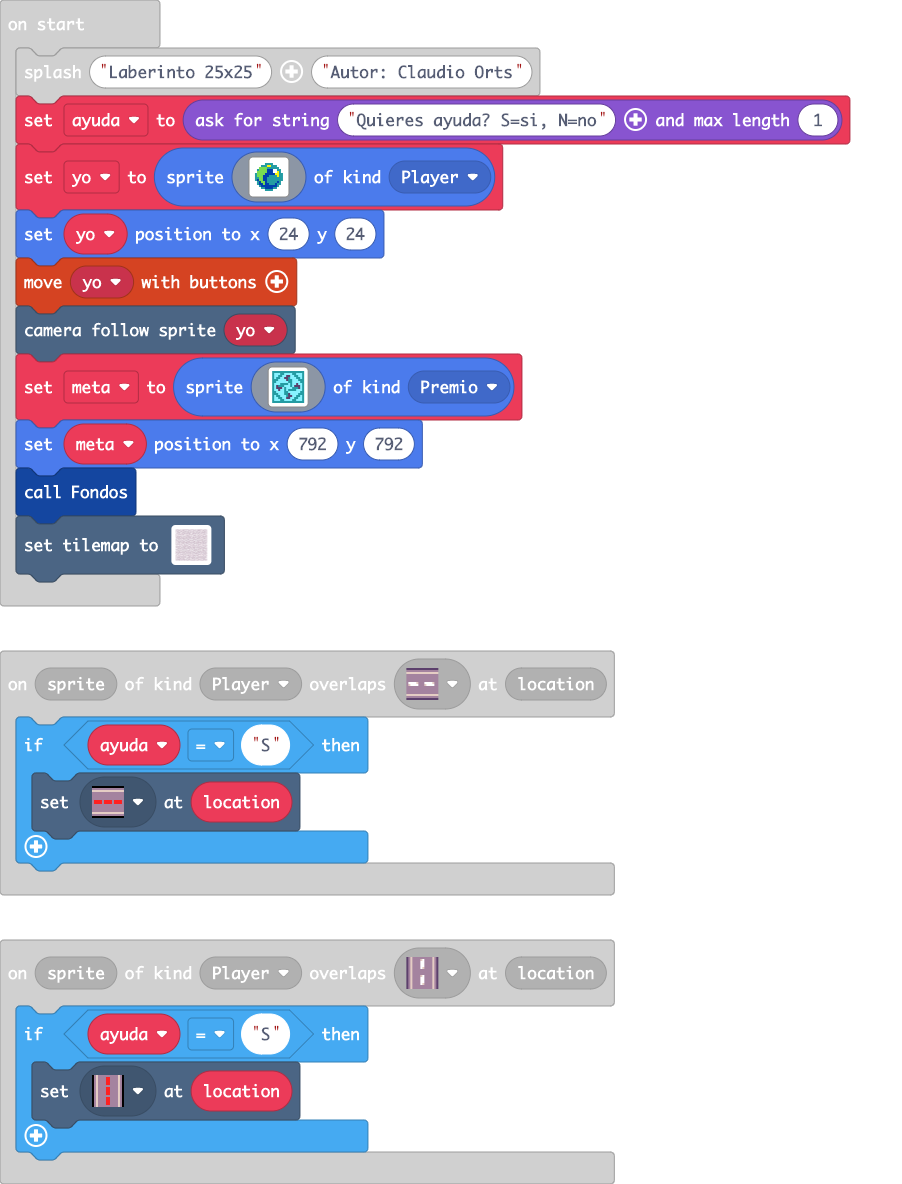 on start
splash "Laberinto 25x25" "Autor: Claudio Orts"
set ayuda to ask for string "Quieres ayuda? S=si, N=no" and max length 1
set yo to sprite of kind Player
set yo position to x 24 y 24
move yo with buttons
camera follow sprite yo
set meta to sprite of kind Premio
set meta position to x 792 y 792
call Fondos
set tilemap to
on sprite of kind Player overlaps at location
if ayuda = "S" then
set at location
on sprite of kind Player overlaps at location
if ayuda = "S" then
set at location